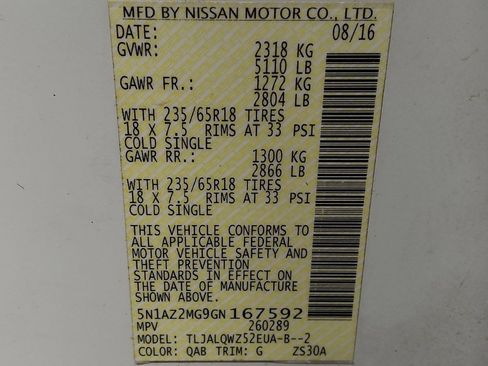 MFD BY NISSAN MOTOR CO., LTD.
DATE: 08/16
GVWR: 2318 KG
5110 LB
GAWR FR.: 1272 KG
2804 LB
WITH 235/65R18 TIRES
18 X 7.5 RIMS AT 33 PSI
COLD SINGLE
GAWR RR.: 1300 KG
2866 LB
WITH 235/65R18 TIRES
18 X 7.5 RIMS AT 33 PSI
COLD SINGLE
THIS VEHICLE CONFORMS TO
ALL APPLICABLE FEDERAL
MOTOR VEHICLE SAFETY AND
THEFT PREVENTION
STANDARDS IN EFFECT ON
THE DATE OF MANUFACTURE
SHOWN ABOVE.
5N1AZ2MG9GN167592
MPV 260289
MODEL: TLJALQWZ52EUA-B--2
COLOR: QAB TRIM: G ZS30A